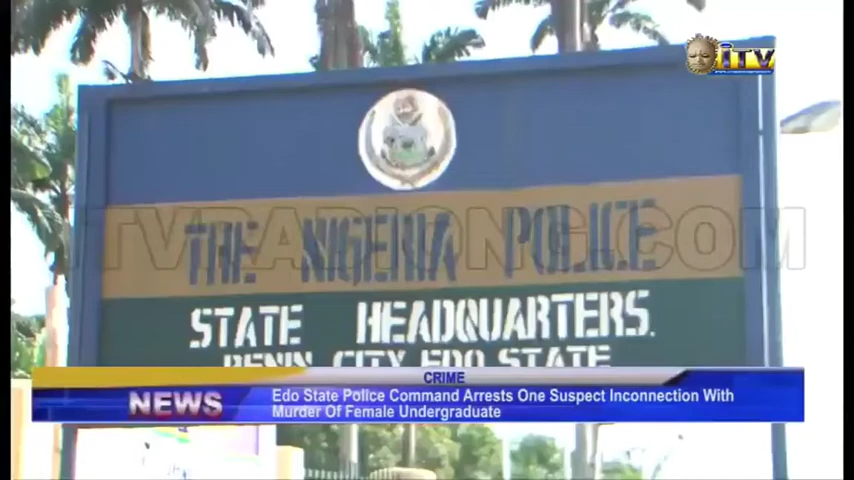 iTV
THE NIGERIA POLICE
ITVRADIONG.COM
STATE HEADQUARTERS.
BENIN CITY EDO STATE
CRIME
NEWS
Edo State Police Command Arrests One Suspect Inconnection With
Murder Of Female Undergraduate